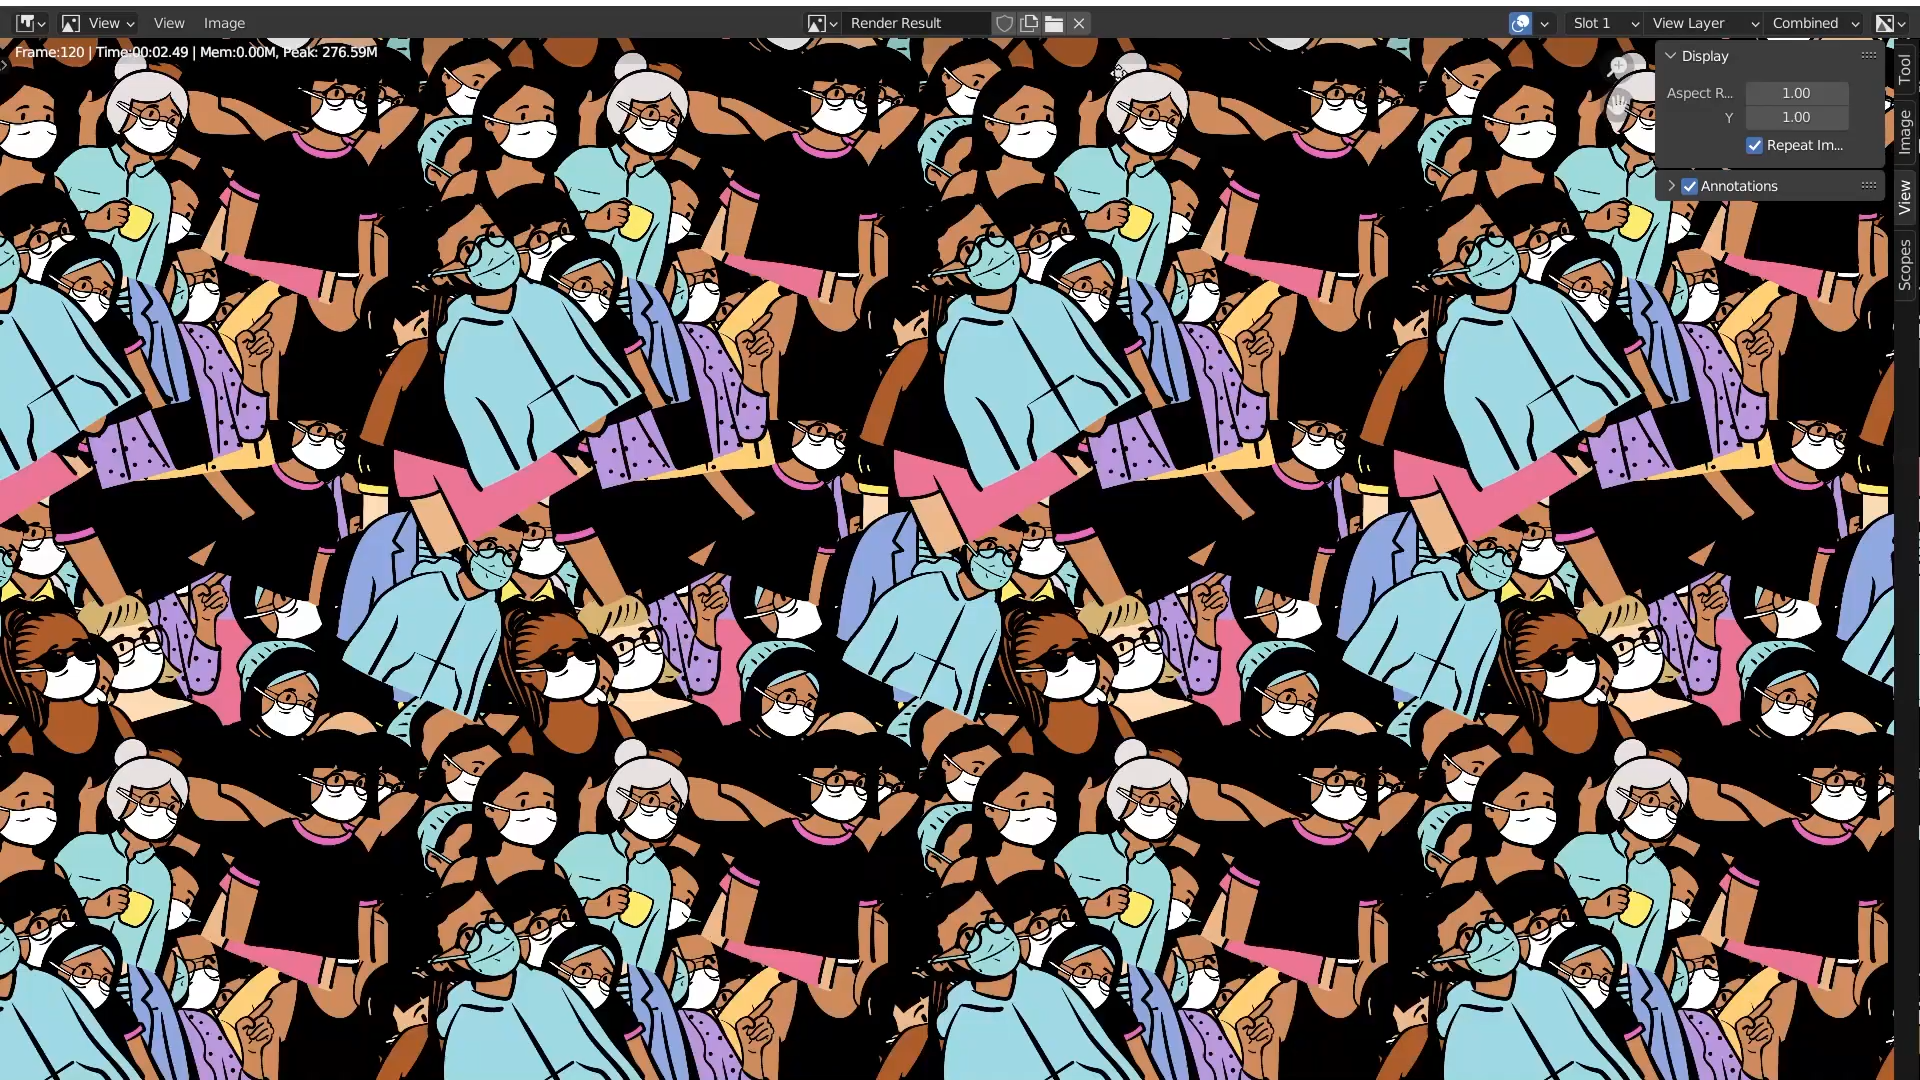 View View Image Render Result Slot 1 View Layer Combined
Frame:120 | Time:00:02.49 | Mem:0.00M, Peak: 276.59M
Display
Aspect R... 1.00
Y 1.00
Repeat Im...
Annotations
Tool
Image
View
Scopes